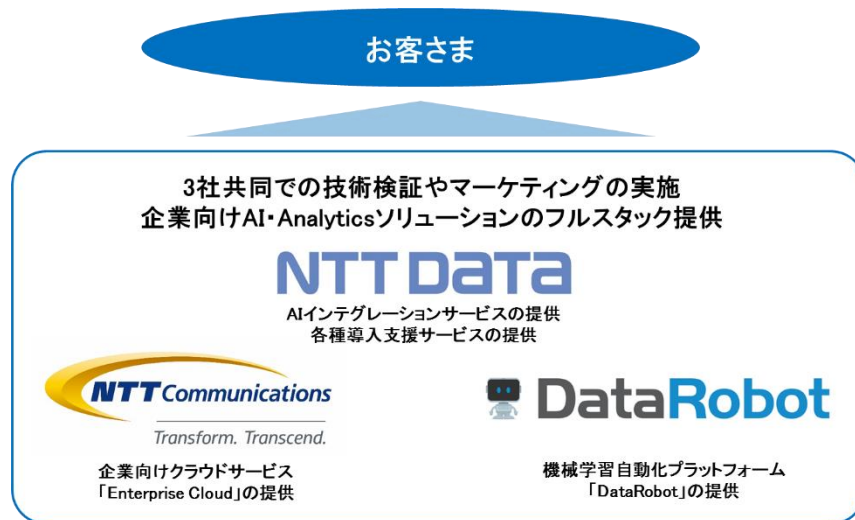 お客さま
3社共同での技術検証やマーケティングの実施
企業向けAI・Analyticsソリューションのフルスタック提供
NTT DATA
AIインテグレーションサービスの提供
各種導入支援サービスの提供
NTT Communications
Transform. Transcend.
企業向けクラウドサービス
「Enterprise Cloud」の提供
DataRobot
機械学習自動化プラットフォーム
「DataRobot」の提供